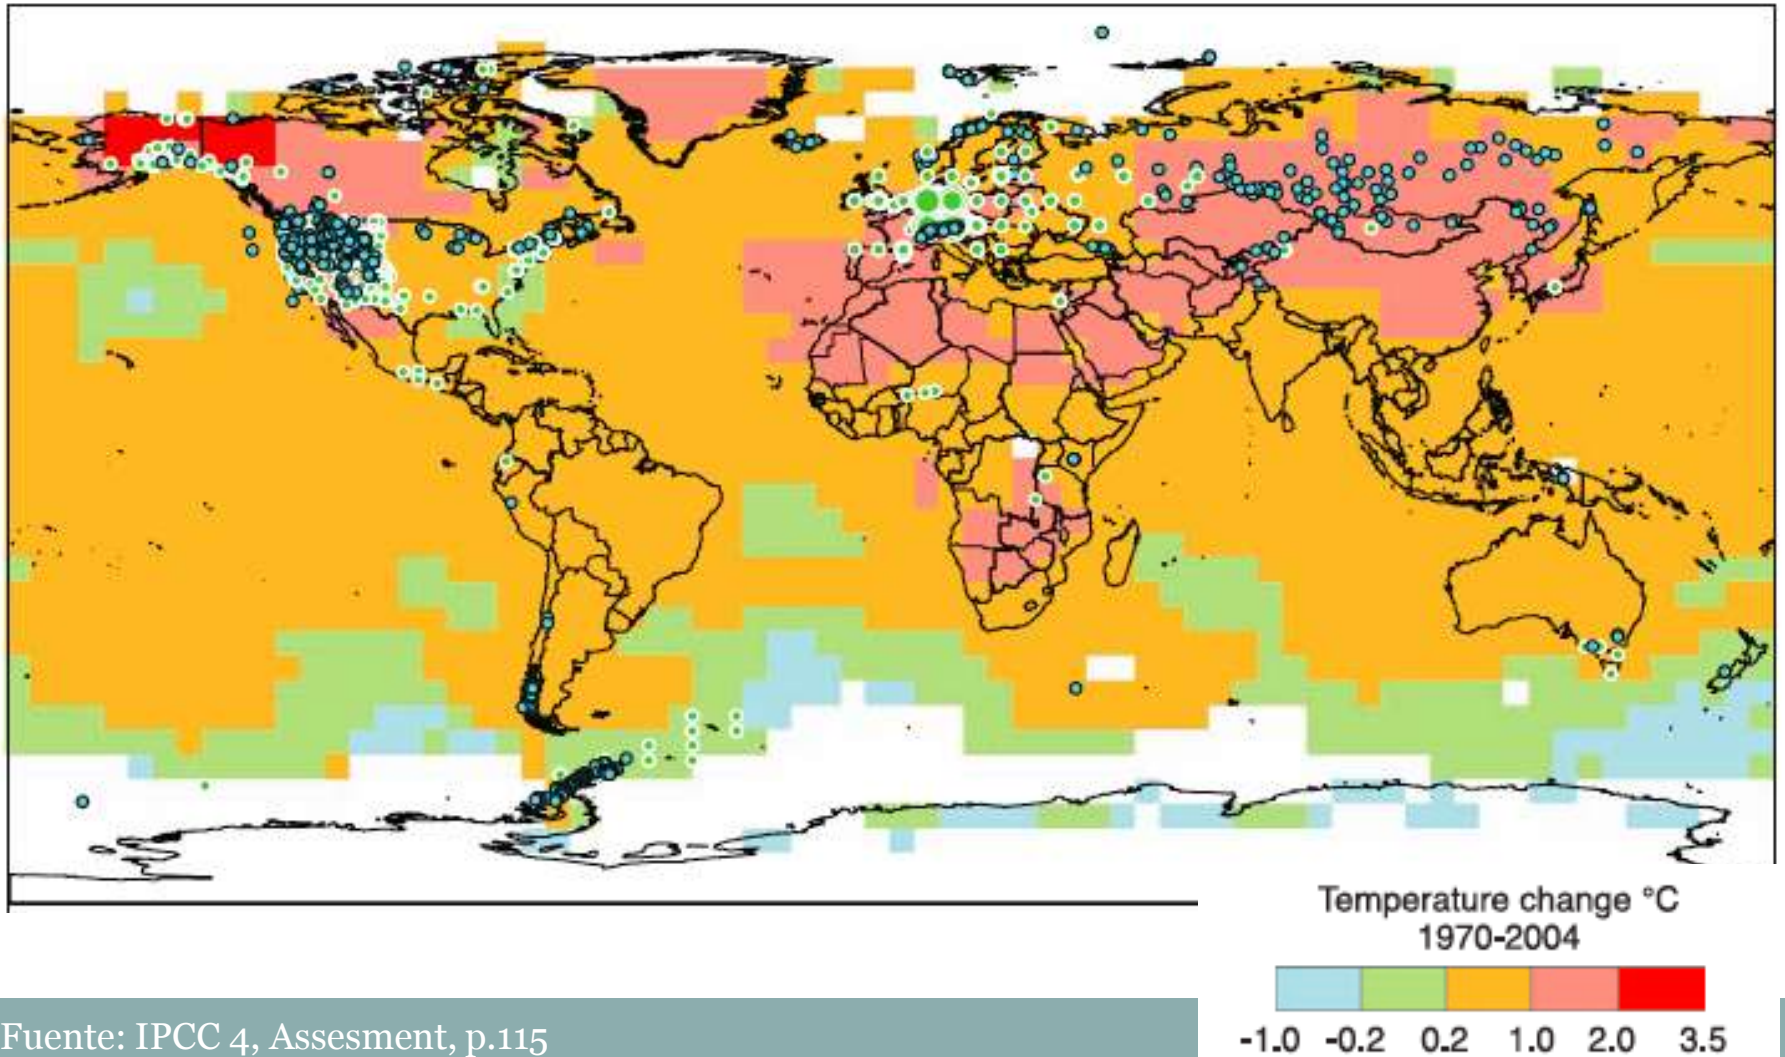 Temperature change °C
1970-2004
-1.0 -0.2 0.2 1.0 2.0 3.5
Fuente: IPCC 4, Assesment, p.115